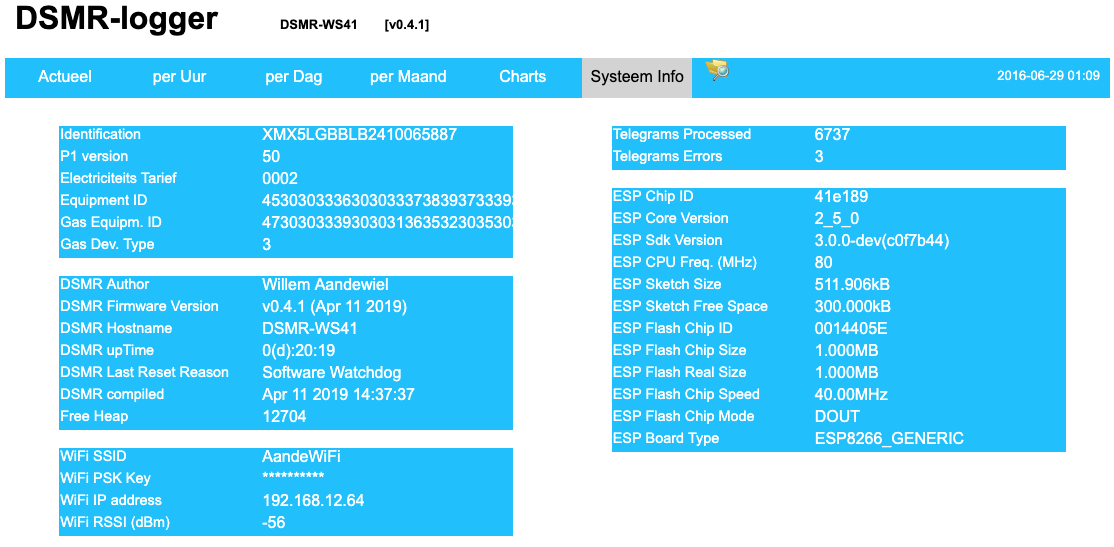 DSMR-logger DSMR-WS41 [v0.4.1]
Actueel per Uur per Dag per Maand Charts Systeem Info 2016-06-29 01:09
Identification XMX5LGBBLB2410065887
P1 version 50
Electriciteits Tarief 0002
Equipment ID 4530303336303033373839373339
Gas Equipm. ID 4730303339303031363532303530
Gas Dev. Type 3
DSMR Author Willem Aandewiel
DSMR Firmware Version v0.4.1 (Apr 11 2019)
DSMR Hostname DSMR-WS41
DSMR upTime 0(d):20:19
DSMR Last Reset Reason Software Watchdog
DSMR compiled Apr 11 2019 14:37:37
Free Heap 12704
WiFi SSID AandeWiFi
WiFi PSK Key **********
WiFi IP address 192.168.12.64
WiFi RSSI (dBm) -56
Telegrams Processed 6737
Telegrams Errors 3
ESP Chip ID 41e189
ESP Core Version 2_5_0
ESP Sdk Version 3.0.0-dev(c0f7b44)
ESP CPU Freq. (MHz) 80
ESP Sketch Size 511.906kB
ESP Sketch Free Space 300.000kB
ESP Flash Chip ID 0014405E
ESP Flash Chip Size 1.000MB
ESP Flash Real Size 1.000MB
ESP Flash Chip Speed 40.00MHz
ESP Flash Chip Mode DOUT
ESP Board Type ESP8266_GENERIC